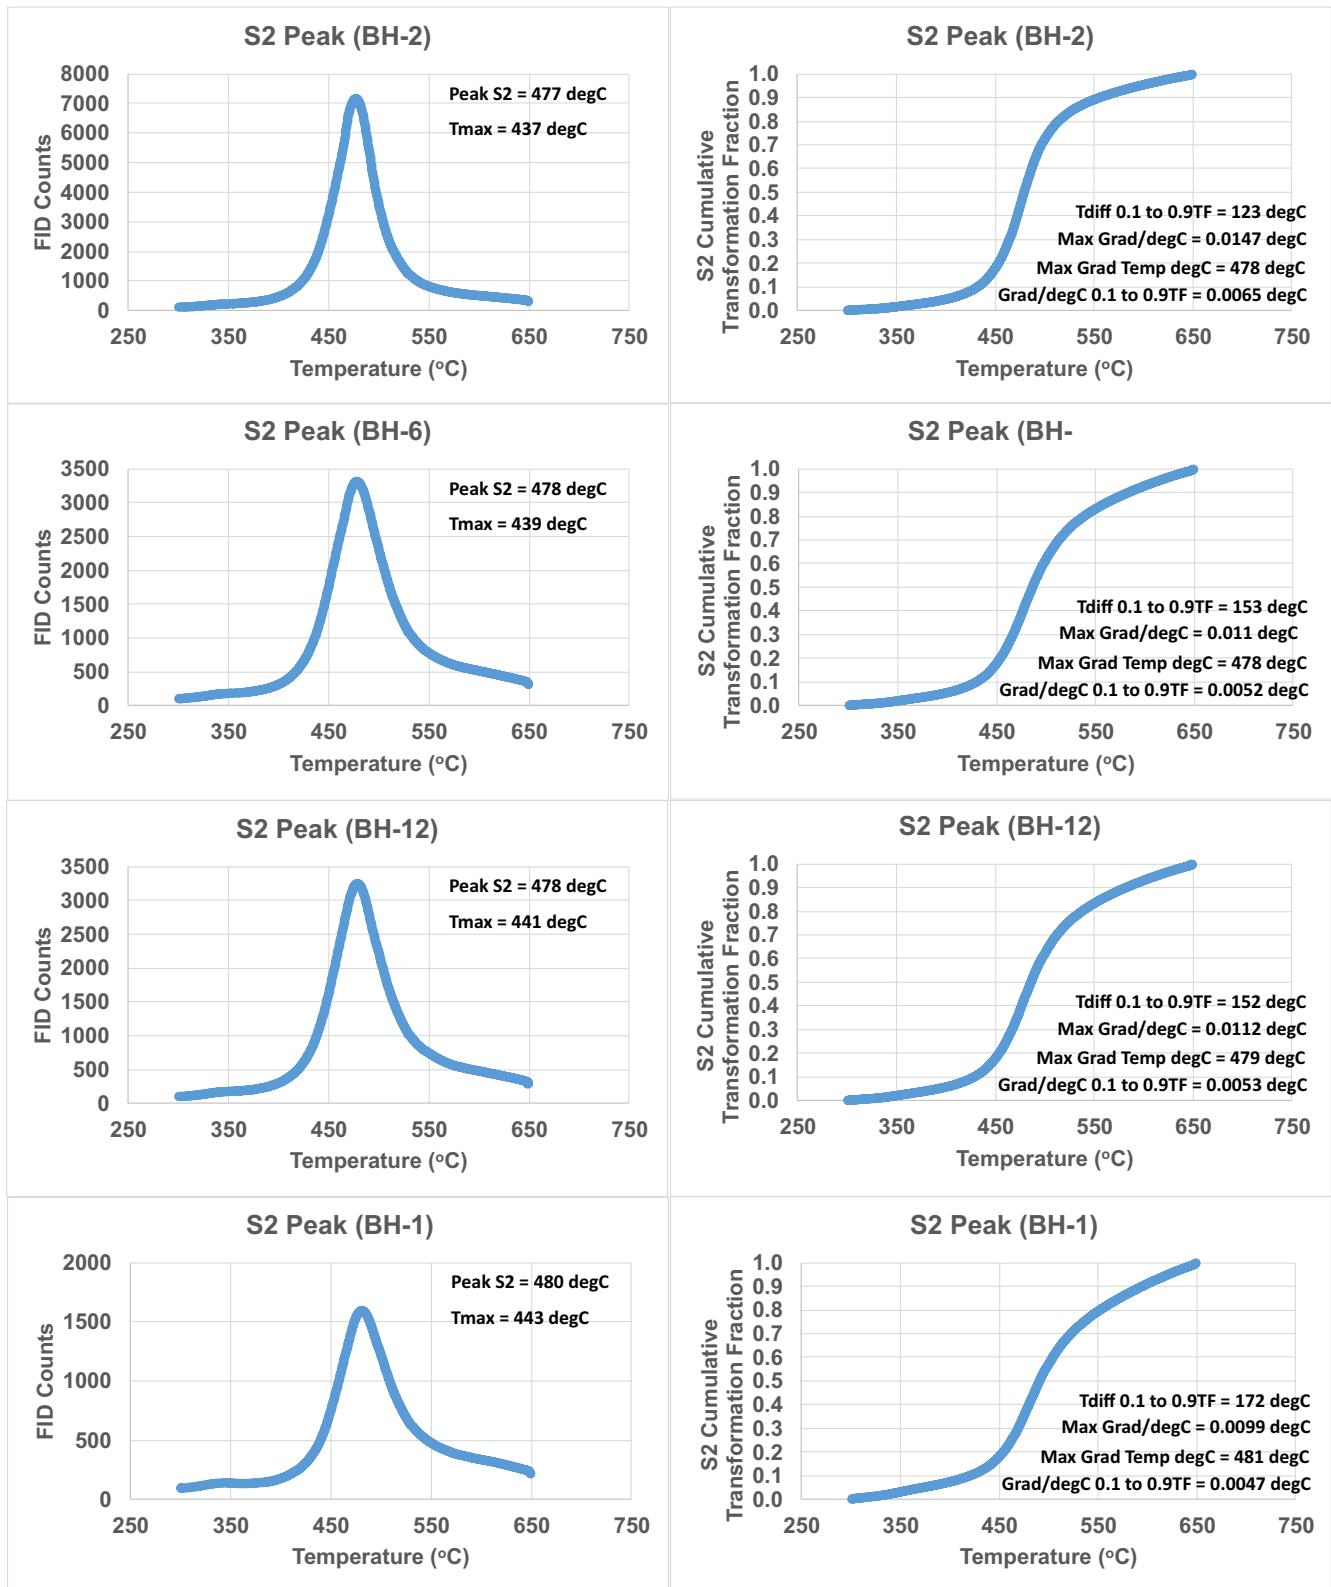 S2 Peak (BH-2)
8000
7000
6000
5000
4000
3000
2000
1000
0
FID Counts
250 350 450 550 650 750
Temperature (ºC)
Peak S2 = 477 degC
Tmax = 437 degC
S2 Peak (BH-2)
1.0
0.9
0.8
0.7
0.6
0.5
0.4
0.3
0.2
0.1
0.0
S2 Cumulative
Transformation Fraction
250 350 450 550 650 750
Temperature (ºC)
Tdiff 0.1 to 0.9TF = 123 degC
Max Grad/degC = 0.0147 degC
Max Grad Temp degC = 478 degC
Grad/degC 0.1 to 0.9TF = 0.0065 degC
S2 Peak (BH-6)
3500
3000
2500
2000
1500
1000
500
0
FID Counts
250 350 450 550 650 750
Temperature (ºC)
Peak S2 = 478 degC
Tmax = 439 degC
S2 Peak (BH-
1.0
0.9
0.8
0.7
0.6
0.5
0.4
0.3
0.2
0.1
0.0
S2 Cumulative
Transformation Fraction
250 350 450 550 650 750
Temperature (ºC)
Tdiff 0.1 to 0.9TF = 153 degC
Max Grad/degC = 0.011 degC
Max Grad Temp degC = 478 degC
Grad/degC 0.1 to 0.9TF = 0.0052 degC
S2 Peak (BH-12)
3500
3000
2500
2000
1500
1000
500
0
FID Counts
250 350 450 550 650 750
Temperature (ºC)
Peak S2 = 478 degC
Tmax = 441 degC
S2 Peak (BH-12)
1.0
0.9
0.8
0.7
0.6
0.5
0.4
0.3
0.2
0.1
0.0
S2 Cumulative
Transformation Fraction
250 350 450 550 650 750
Temperature (ºC)
Tdiff 0.1 to 0.9TF = 152 degC
Max Grad/degC = 0.0112 degC
Max Grad Temp degC = 479 degC
Grad/degC 0.1 to 0.9TF = 0.0053 degC
S2 Peak (BH-1)
2000
1500
1000
500
0
FID Counts
250 350 450 550 650 750
Temperature (ºC)
Peak S2 = 480 degC
Tmax = 443 degC
S2 Peak (BH-1)
1.0
0.9
0.8
0.7
0.6
0.5
0.4
0.3
0.2
0.1
0.0
S2 Cumulative
Transformation Fraction
250 350 450 550 650 750
Temperature (ºC)
Tdiff 0.1 to 0.9TF = 172 degC
Max Grad/degC = 0.0099 degC
Max Grad Temp degC = 481 degC
Grad/degC 0.1 to 0.9TF = 0.0047 degC